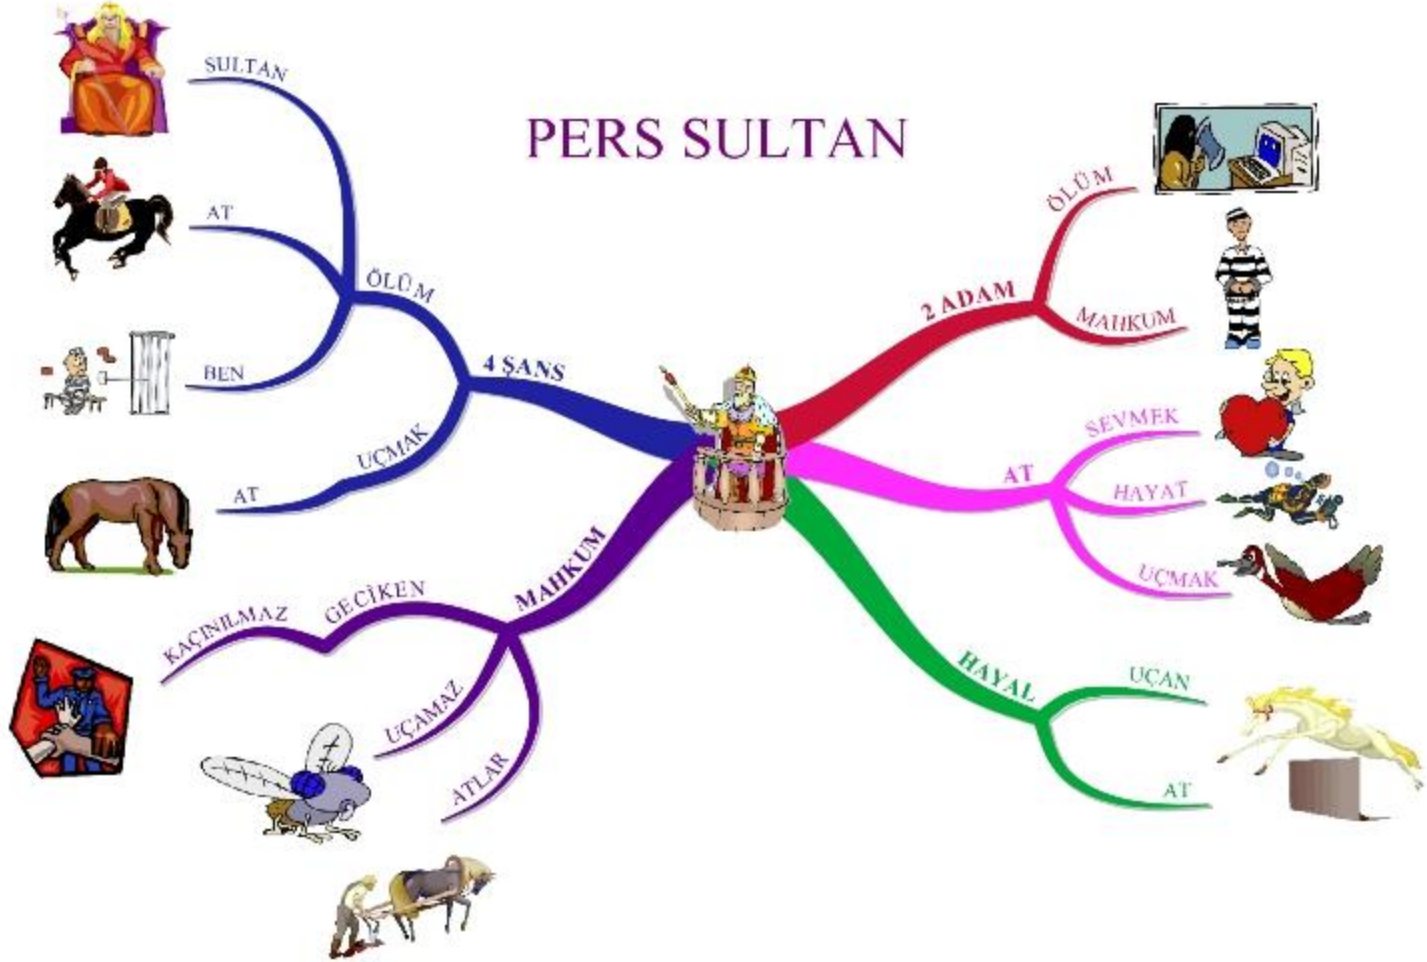 PERS SULTAN
2 ADAM
ÖLÜM
MAHKUM
AT
SEVMEK
HAYAT
UÇMAK
HAYAL
UÇAN
AT
MAHKUM
ATLAR
UÇAMAZ
GECİKEN
KAÇINILMAZ
4 ŞANS
UÇMAK
AT
ÖLÜM
BEN
AT
SULTAN